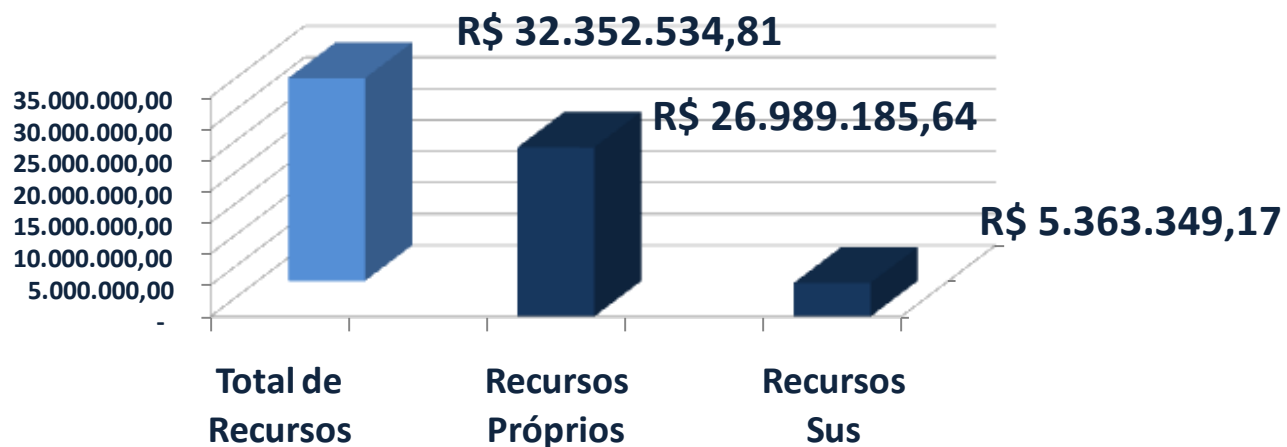 R$ 32.352.534,81
R$ 26.989.185,64
R$ 5.363.349,17
35.000.000,00
30.000.000,00
25.000.000,00
20.000.000,00
15.000.000,00
10.000.000,00
5.000.000,00
-
Total de
Recursos
Recursos
Próprios
Recursos
Sus